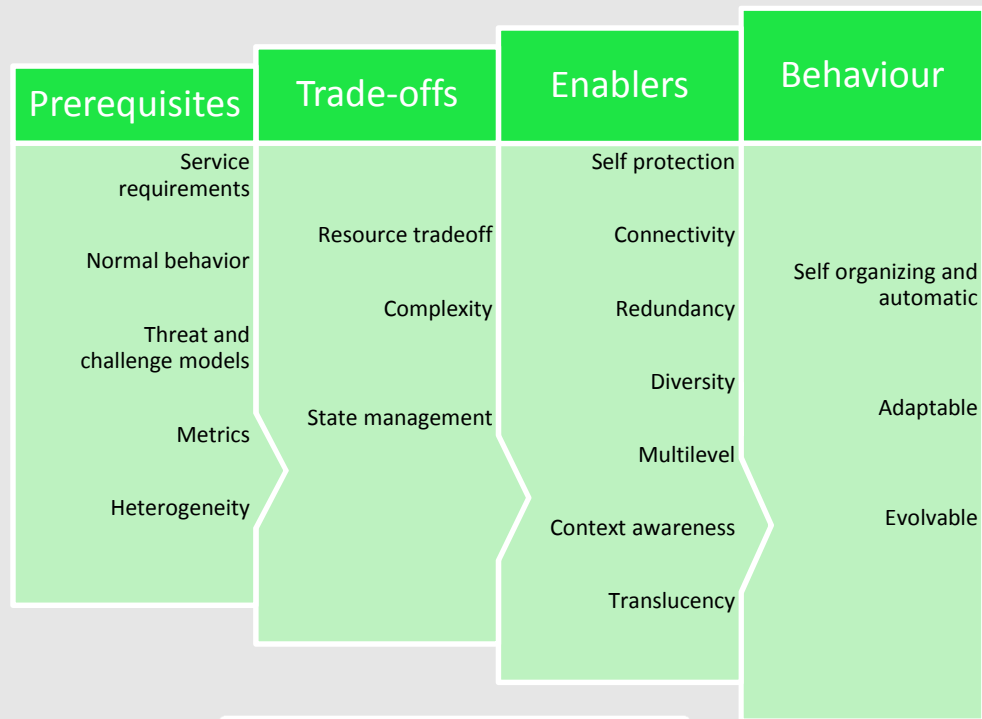 Prerequisites
Service
requirements
Normal behavior
Threat and
challenge models
Metrics
Heterogeneity
Trade-offs
Resource tradeoff
Complexity
State management
Enablers
Self protection
Connectivity
Redundancy
Diversity
Multilevel
Context awareness
Translucency
Behaviour
Self organizing and
automatic
Adaptable
Evolvable